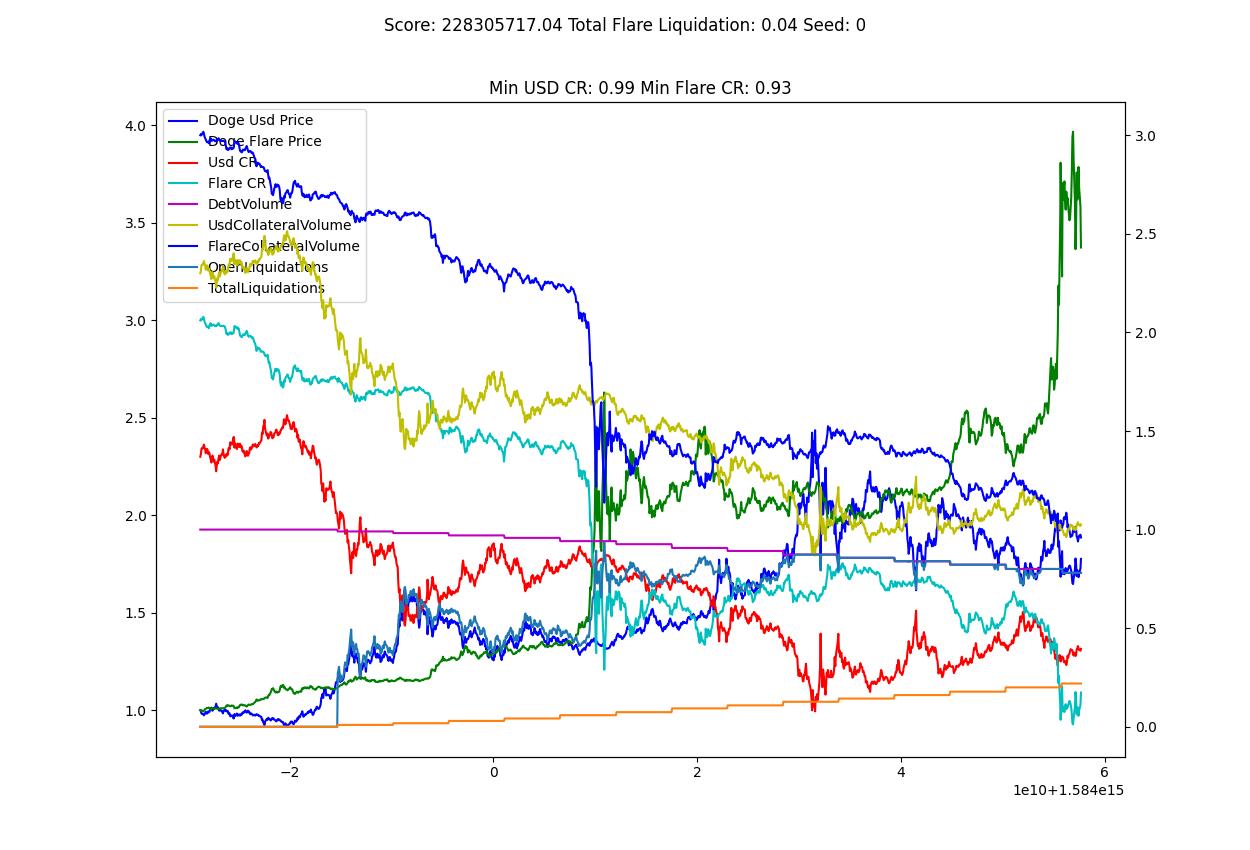 Score: 228305717.04 Total Flare Liquidation: 0.04 Seed: 0
Min USD CR: 0.99 Min Flare CR: 0.93
Doge Usd Price
Doge Flare Price
Usd CR
Flare CR
DebtVolume
UsdCollateralVolume
FlareCollateralVolume
OpenLiquidations
TotalLiquidations
4.0
3.5
3.0
2.5
2.0
1.5
1.0
3.0
2.5
2.0
1.5
1.0
0.5
0.0
−2 0 2 4 6
1e10+1.584e15